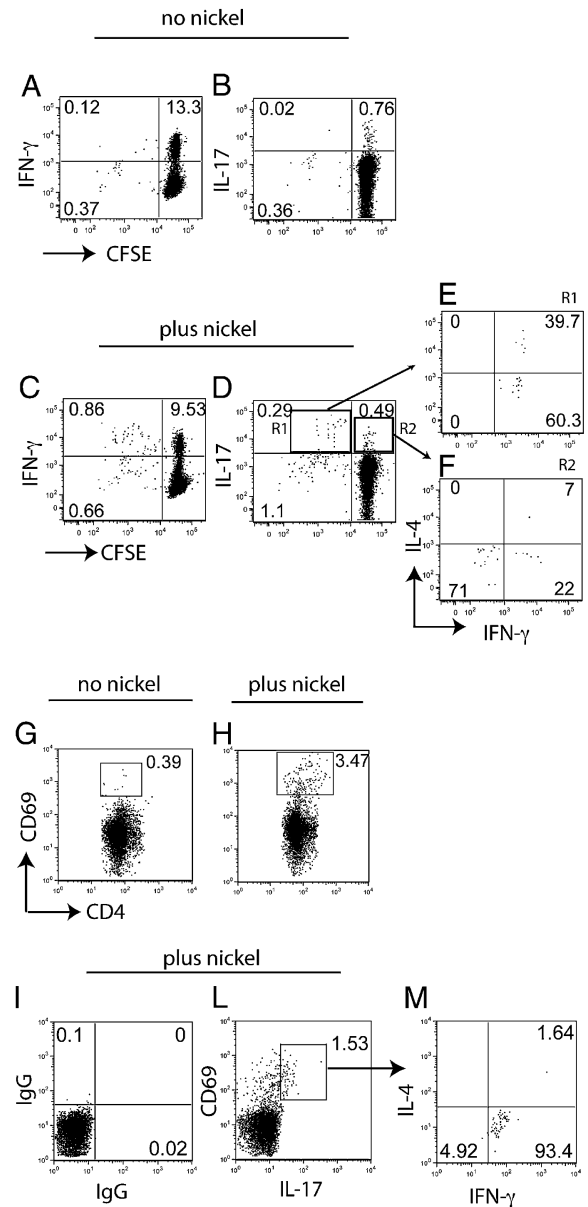 no nickel
A B
0.12 13.3 0.02 0.76
IFN-γ IL-17
0.37 0.36
CFSE
plus nickel
E R1
0 39.7
0 60.3
C D
0.86 9.53 0.29 0.49
R1 R2
IFN-γ IL-17
0.66 1.1
CFSE
F R2
0 7
IL-4
71 22
IFN-γ
no nickel plus nickel
G H
0.39 3.47
CD69
CD4
plus nickel
I L M
0.1 0 1.53 1.64
IgG CD69 IL-4
0.02 4.92 93.4
IgG IL-17 IFN-γ